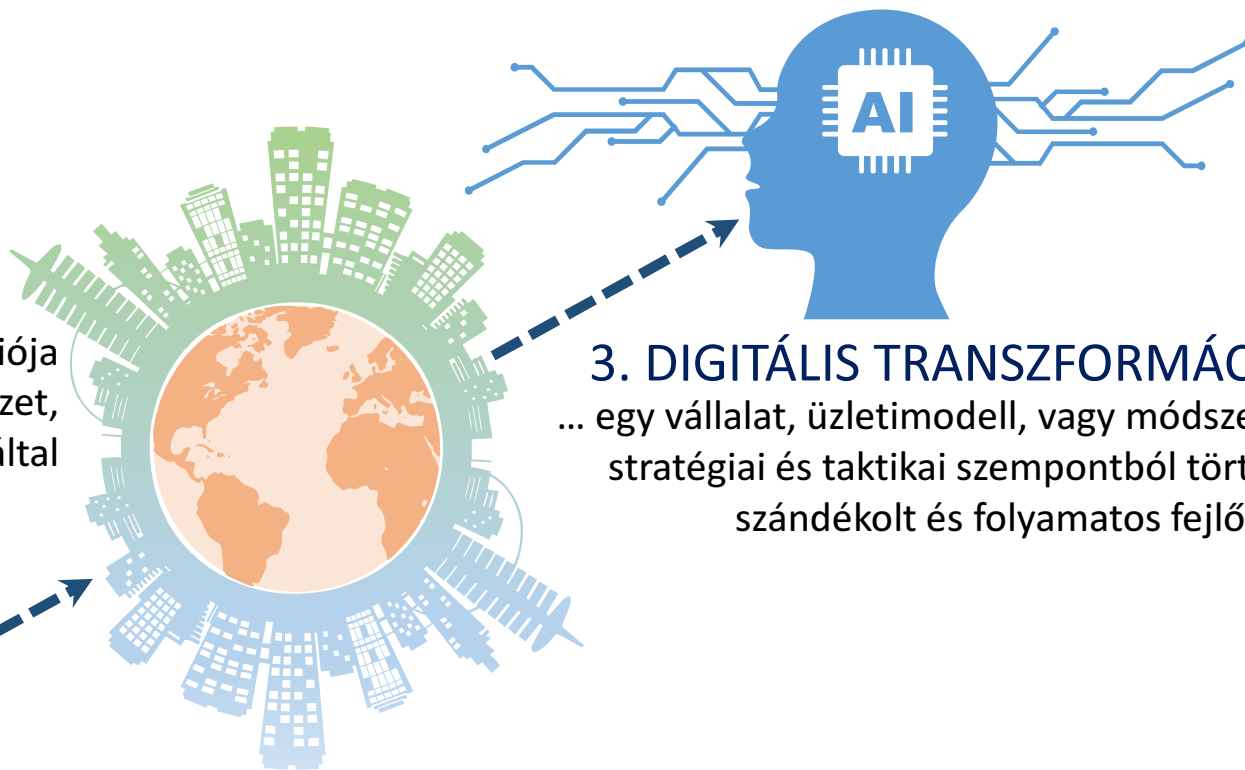 AI
iója
zet,
által
3. DIGITÁLIS TRANSZFORMÁC
... egy vállalat, üzletimodell, vagy módsze
stratégiai és taktikai szempontból tört
szándékolt és folyamatos fejlő